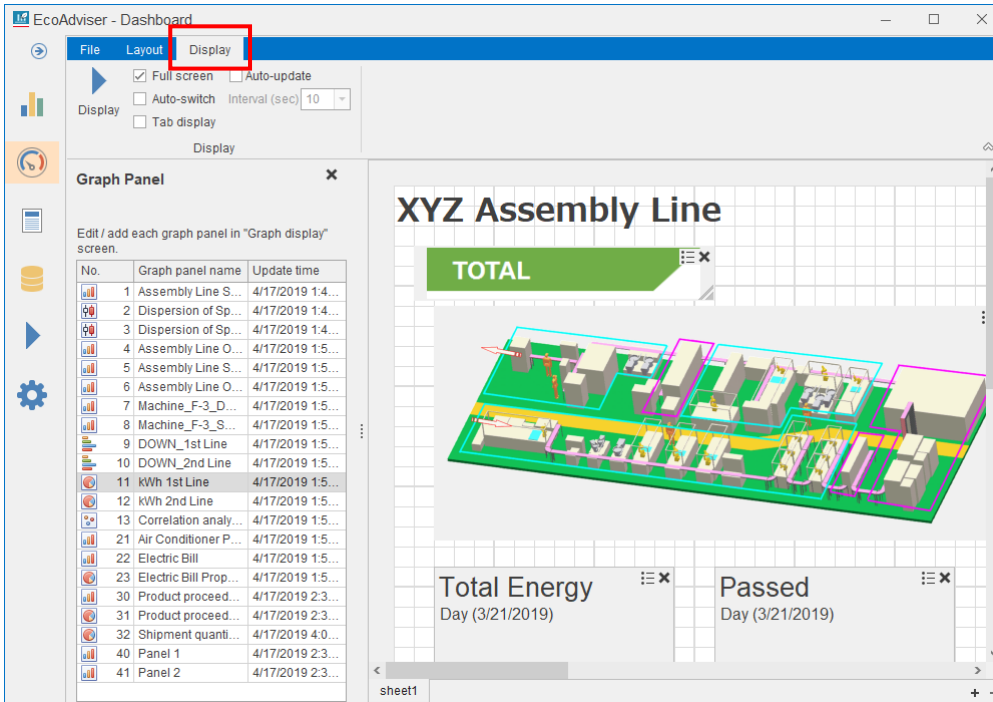 EcoAdviser - Dashboard
File Layout Display
Display
Full screen Auto-update
Auto-switch Interval (sec) 10
Tab display
Display
Graph Panel
Edit / add each graph panel in "Graph display"
screen.
No. Graph panel name Update time
1 Assembly Line S... 4/17/2019 1:4...
2 Dispersion of Sp... 4/17/2019 1:4...
3 Dispersion of Sp... 4/17/2019 1:4...
4 Assembly Line O... 4/17/2019 1:5...
5 Assembly Line S... 4/17/2019 1:5...
6 Assembly Line O... 4/17/2019 1:5...
7 Machine_F-3_D... 4/17/2019 1:5...
8 Machine_F-3_S... 4/17/2019 1:5...
9 DOWN_1st Line 4/17/2019 1:5...
10 DOWN_2nd Line 4/17/2019 1:5...
11 kWh 1st Line 4/17/2019 1:5...
12 kWh 2nd Line 4/17/2019 1:5...
13 Correlation analy... 4/17/2019 1:5...
21 Air Conditioner P... 4/17/2019 1:5...
22 Electric Bill 4/17/2019 1:5...
23 Electric Bill Prop... 4/17/2019 1:5...
30 Product proceed... 4/17/2019 2:3...
31 Product proceed... 4/17/2019 2:3...
32 Shipment quanti... 4/17/2019 4:0...
40 Panel 1 4/17/2019 2:3...
41 Panel 2 4/17/2019 2:3...
XYZ Assembly Line
TOTAL
Total Energy
Day (3/21/2019)
Passed
Day (3/21/2019)
sheet1